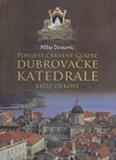 Miho Demović
POVIJEST CRKVENE GLAZBE
DUBROVAČKE
KATEDRALE
KROZ VJEKOVE